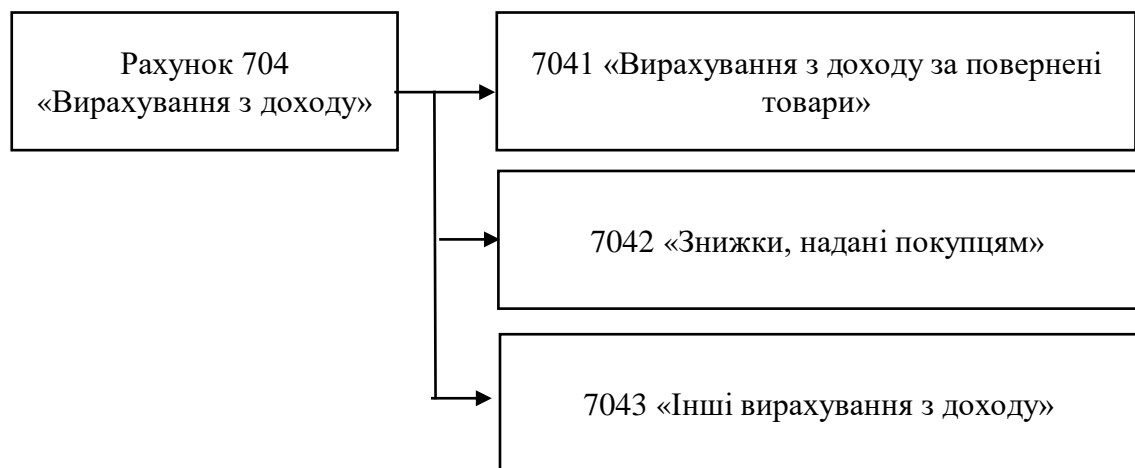 Рахунок 704
«Вирахування з доходу»
7041 «Вирахування з доходу за повернені
товари»
7042 «Знижки, надані покупцям»
7043 «Інші вирахування з доходу»